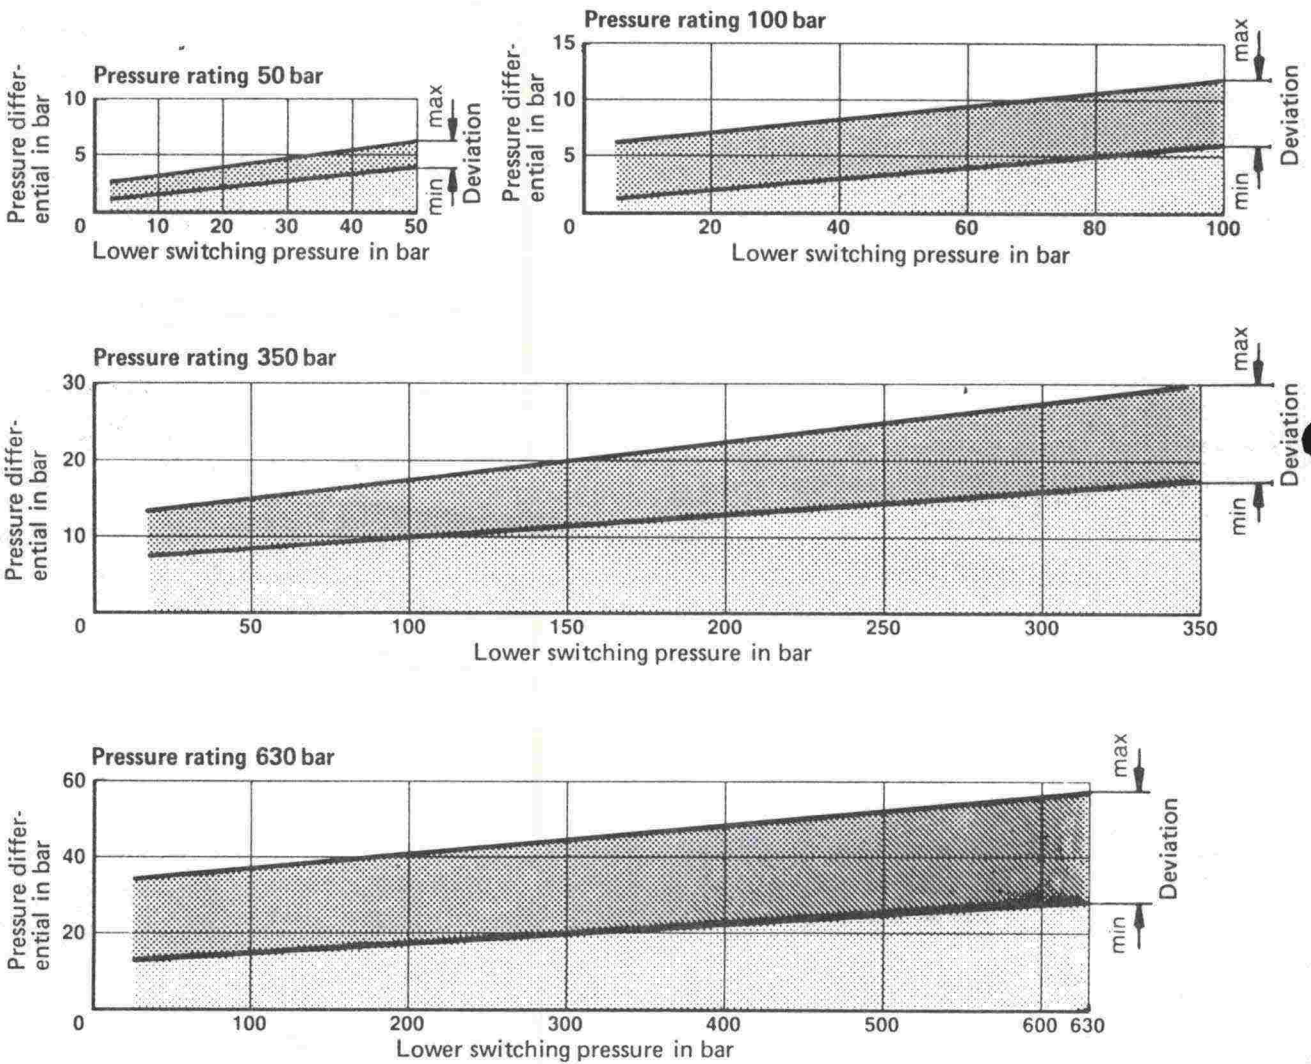 Pressure rating 50 bar
Pressure differ-
ential in bar
10
5
0
10
20
30
40
50
Lower switching pressure in bar
max
Deviation
min
Pressure rating 100 bar
Pressure differ-
ential in bar
15
10
5
0
20
40
60
80
100
Lower switching pressure in bar
max
Deviation
min
Pressure rating 350 bar
Pressure differ-
ential in bar
30
20
10
0
50
100
150
200
250
300
350
Lower switching pressure in bar
max
Deviation
min
Pressure rating 630 bar
Pressure differ-
ential in bar
60
40
20
0
100
200
300
400
500
600
630
Lower switching pressure in bar
max
Deviation
min